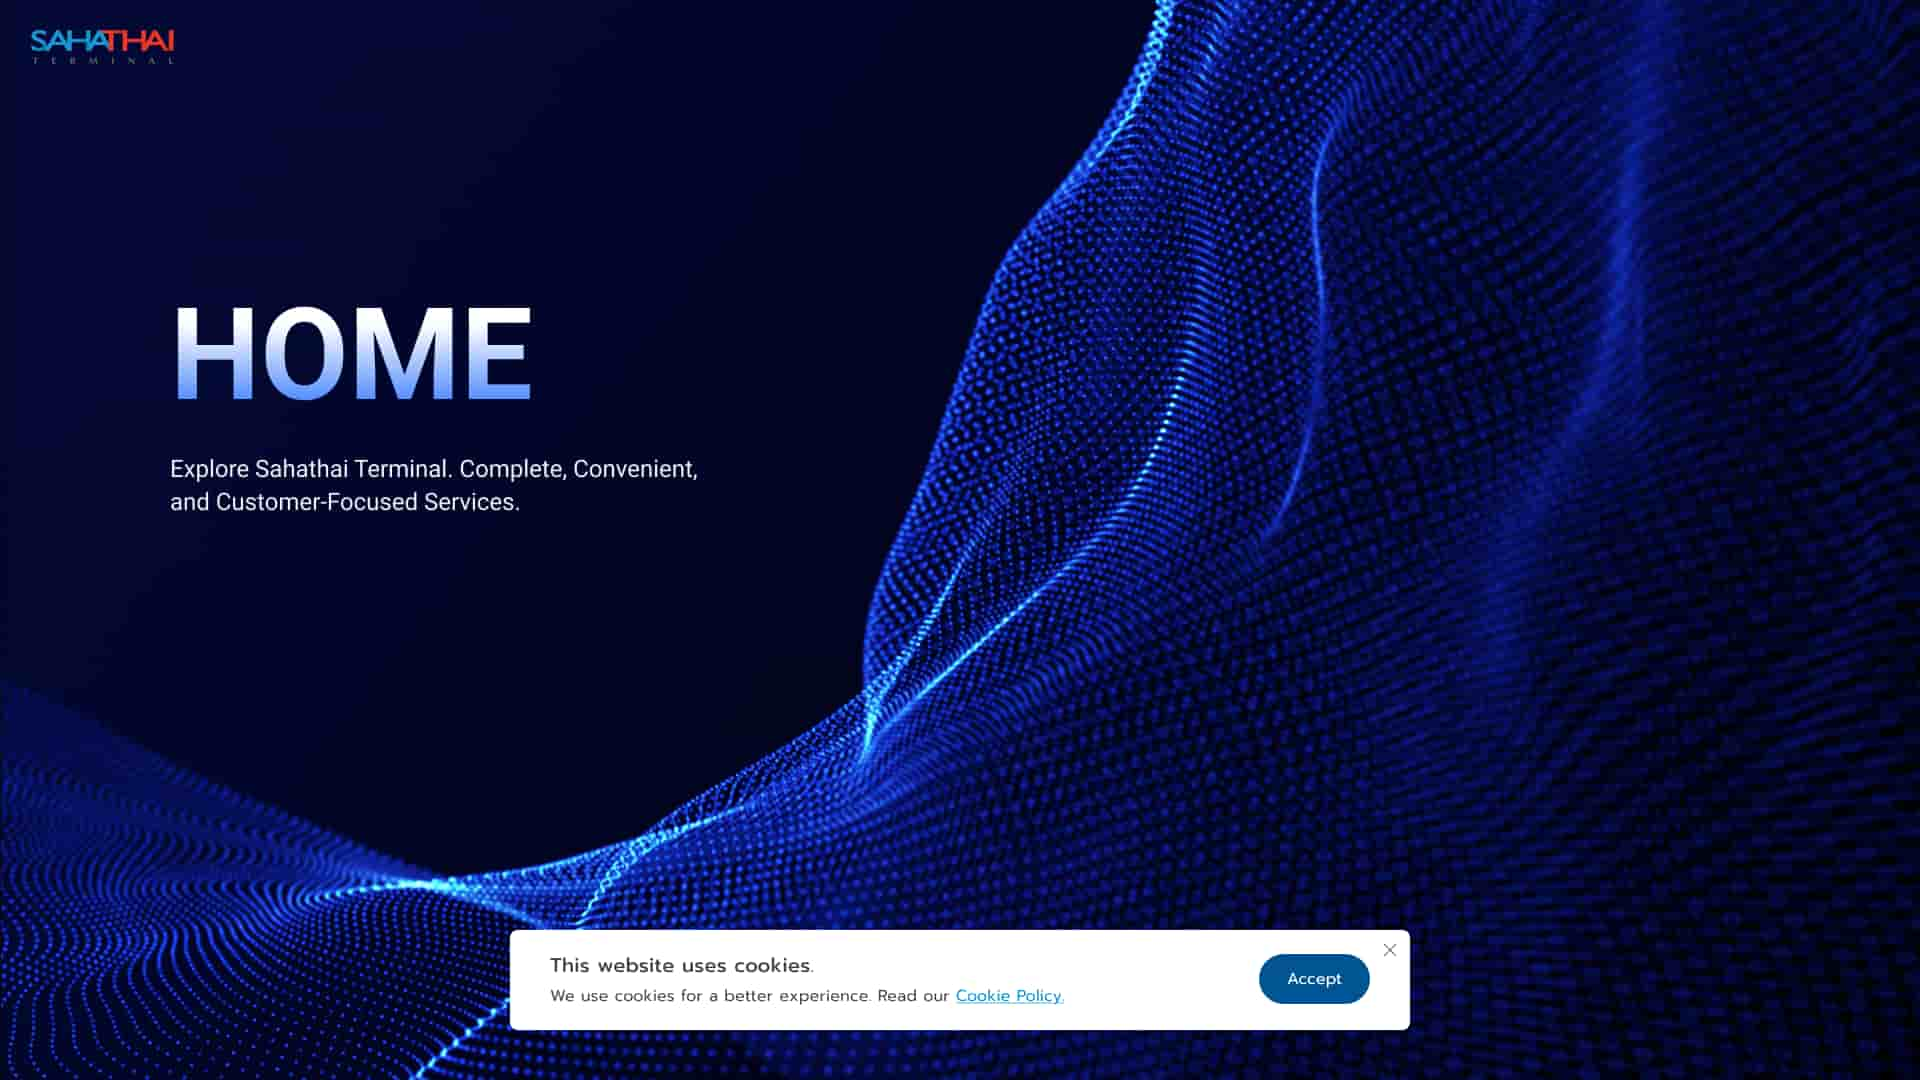 SAHATHAI
TERMINAL
HOME
Explore Sahathai Terminal. Complete, Convenient,
and Customer-Focused Services.
This website uses cookies.
We use cookies for a better experience. Read our Cookie Policy.
Accept